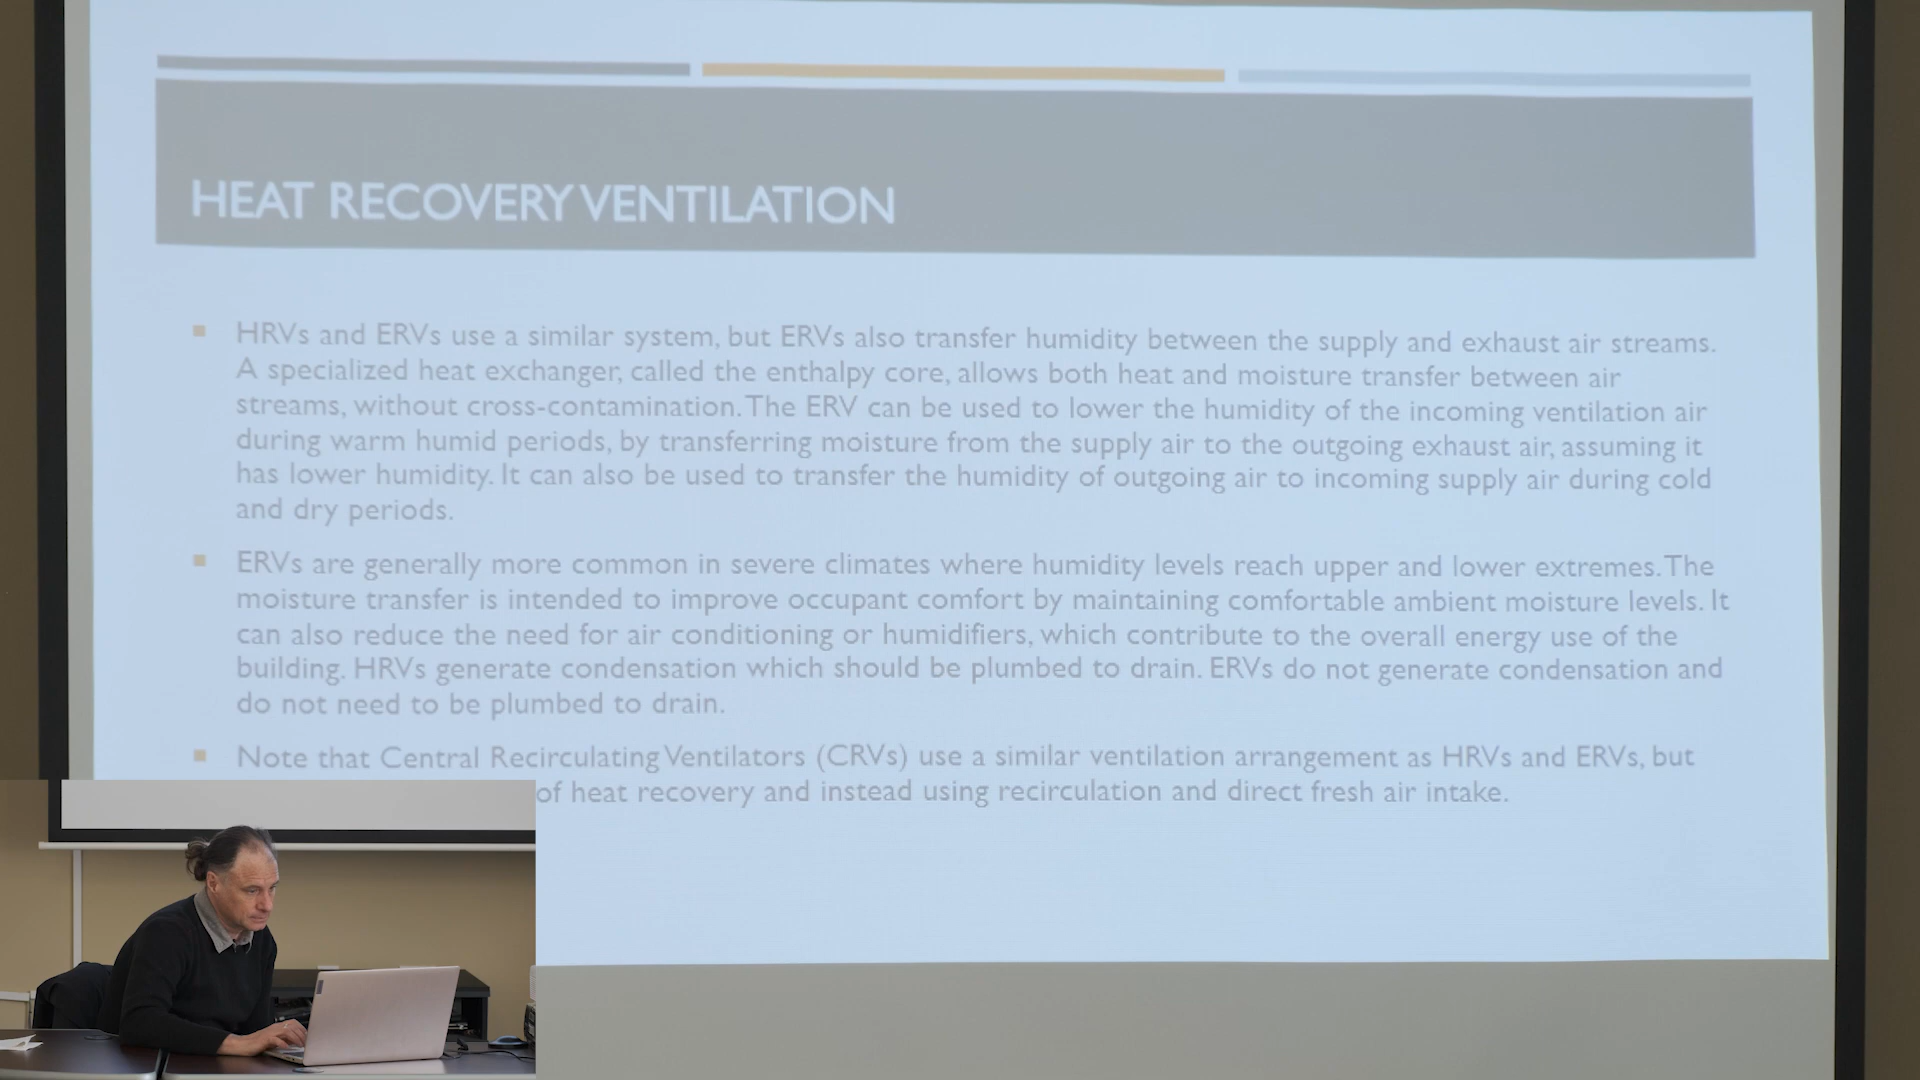 HEAT RECOVERY VENTILATION
HRVs and ERVs use a similar system, but ERVs also transfer humidity between the supply and exhaust air streams.
A specialized heat exchanger, called the enthalpy core, allows both heat and moisture transfer between air
streams, without cross-contamination. The ERV can be used to lower the humidity of the incoming ventilation air
during warm humid periods, by transferring moisture from the supply air to the outgoing exhaust air, assuming it
has lower humidity. It can also be used to transfer the humidity of outgoing air to incoming supply air during cold
and dry periods.
ERVs are generally more common in severe climates where humidity levels reach upper and lower extremes. The
moisture transfer is intended to improve occupant comfort by maintaining comfortable ambient moisture levels. It
can also reduce the need for air conditioning or humidifiers, which contribute to the overall energy use of the
building. HRVs generate condensation which should be plumbed to drain. ERVs do not generate condensation and
do not need to be plumbed to drain.
Note that Central Recirculating Ventilators (CRVs) use a similar ventilation arrangement as HRVs and ERVs, but
of heat recovery and instead using recirculation and direct fresh air intake.